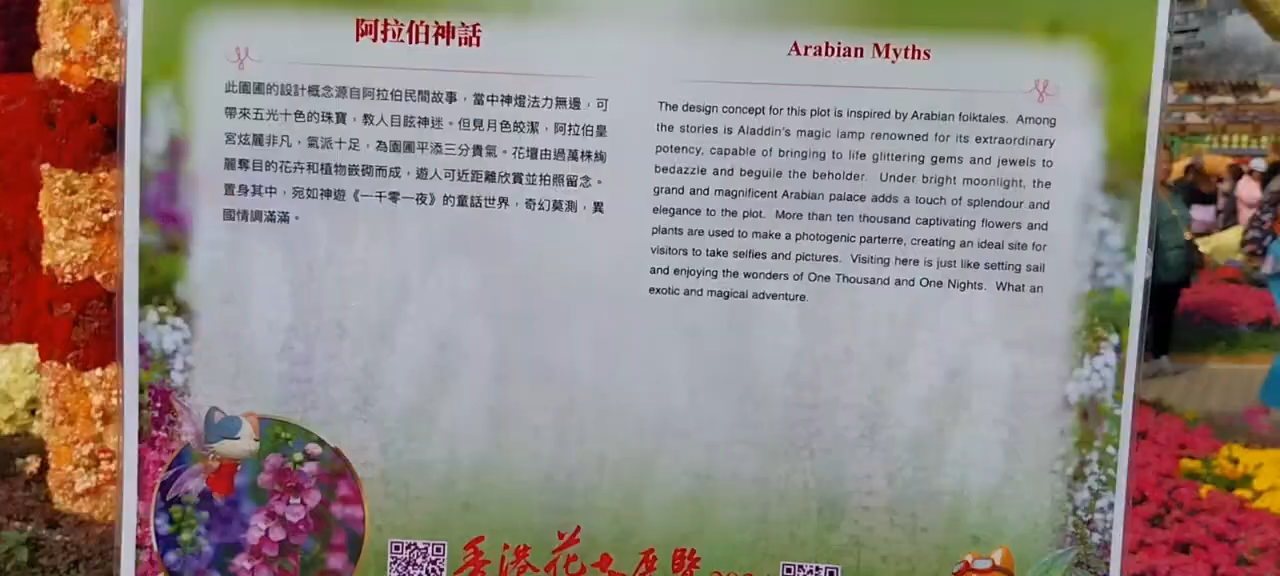 阿拉伯神話
此園圃的設計概念源自阿拉伯民間故事，當中神燈法力無邊，可
帶來五光十色的珠寶，教人目眩神迷。但見月色皎潔，阿拉伯皇
宮炫麗非凡，氣派十足，為園圃平添三分貴氣。花壇由過萬株絢
麗奪目的花卉和植物嵌砌而成，遊人可近距離欣賞並拍照留念。
置身其中，宛如神遊《一千零一夜》的童話世界，奇幻莫測，異
國情調滿滿。
Arabian Myths
The design concept for this plot is inspired by Arabian folktales. Among
the stories is Aladdin's magic lamp renowned for its extraordinary
potency, capable of bringing to life glittering gems and jewels to
bedazzle and beguile the beholder. Under bright moonlight, the
grand and magnificent Arabian palace adds a touch of splendour and
elegance to the plot. More than ten thousand captivating flowers and
plants are used to make a photogenic parterre, creating an ideal site for
visitors to take selfies and pictures. Visiting here is just like setting sail
and enjoying the wonders of One Thousand and One Nights. What an
exotic and magical adventure.
香港花卉展覽